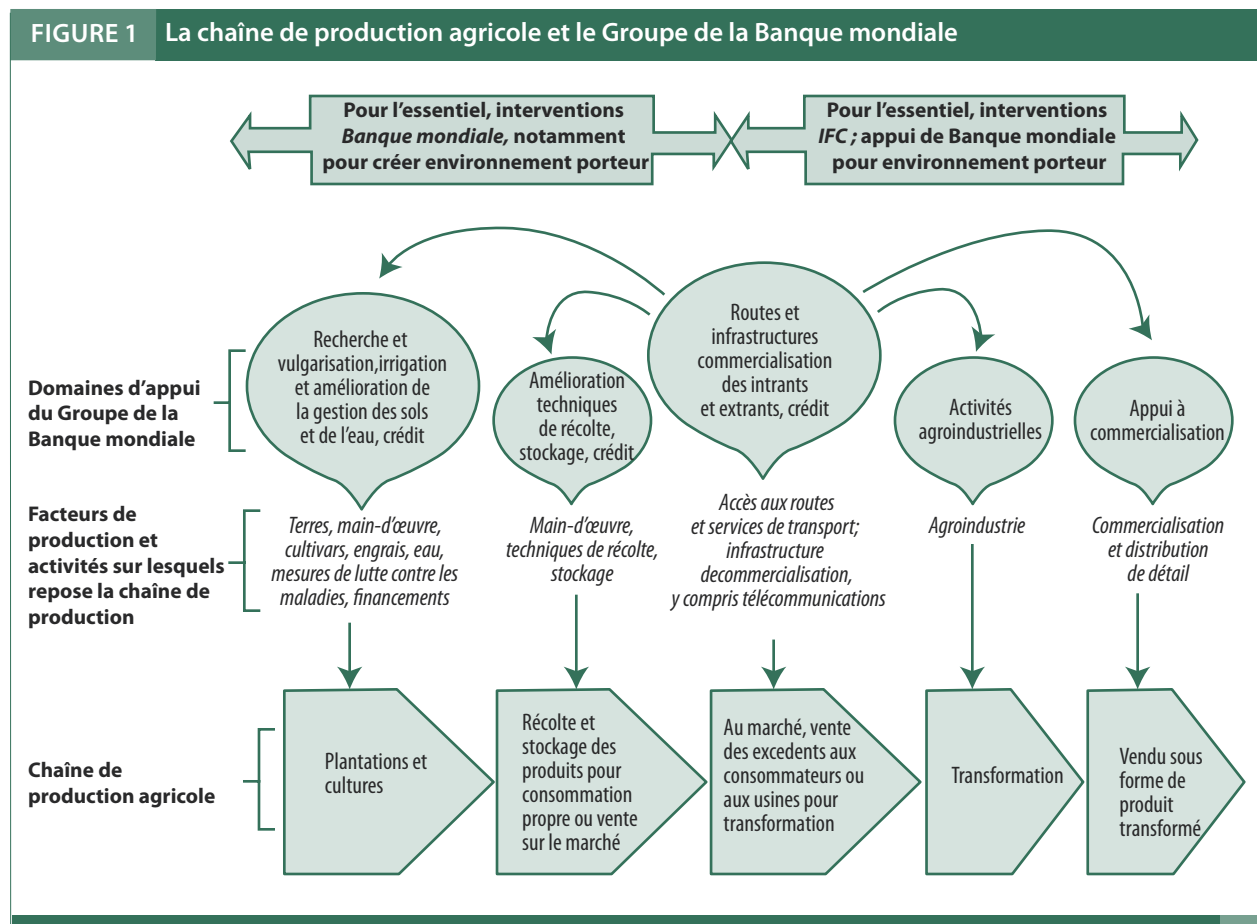 FIGURE 1
La chaîne de production agricole et le Groupe de la Banque mondiale
Pour l'essentiel, interventions
Banque mondiale, notamment
pour créer environnement porteur
Pour l'essentiel, interventions
IFC ; appui de Banque mondiale
pour environnement porteur
Domaines d'appui
du Groupe de la
Banque mondiale
Recherche et
vulgarisation,irrigation
et amélioration de
la gestion des sols
et de l'eau, crédit
Amélioration
techniques
de récolte,
stockage, crédit
Routes et
infrastructures
commercialisation
des intrants
et extrants, crédit
Activités
agroindustrielles
Appui à
commercialisation
Facteurs de
production et
activités sur lesquels
repose la chaîne de
production
Terres, main-d'œuvre,
cultivars, engrais, eau,
mesures de lutte contre les
maladies, financements
Main-d'œuvre,
techniques de récolte,
stockage
Accès aux routes
et services de transport;
infrastructure
decommercialisation,
y compris télécommunications
Agroindustrie
Commercialisation
et distribution
de détail
Chaîne de
production agricole
Plantations et
cultures
Récolte et
stockage des
produits pour
consommation
propre ou vente
sur le marché
Au marché, vente
des excedents aux
consommateurs ou
aux usines pour
transformation
Transformation
Vendu sous
forme de
produit
transformé